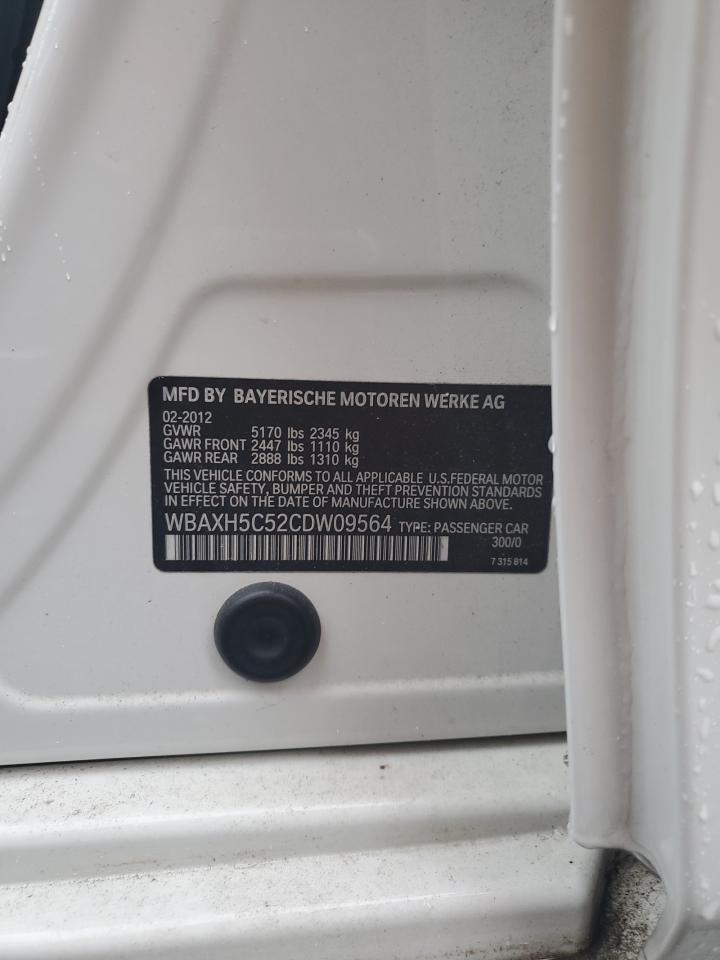 MFD BY BAYERISCHE MOTOREN WERKE AG
02-2012
GVWR 5170 lbs 2345 kg
GAWR FRONT 2447 lbs 1110 kg
GAWR REAR 2888 lbs 1310 kg
THIS VEHICLE CONFORMS TO ALL APPLICABLE U.S.FEDERAL MOTOR
VEHICLE SAFETY, BUMPER AND THEFT PREVENTION STANDARDS
IN EFFECT ON THE DATE OF MANUFACTURE SHOWN ABOVE.
WBAXH5C52CDW09564 TYPE: PASSENGER CAR
300/0
7 315 814